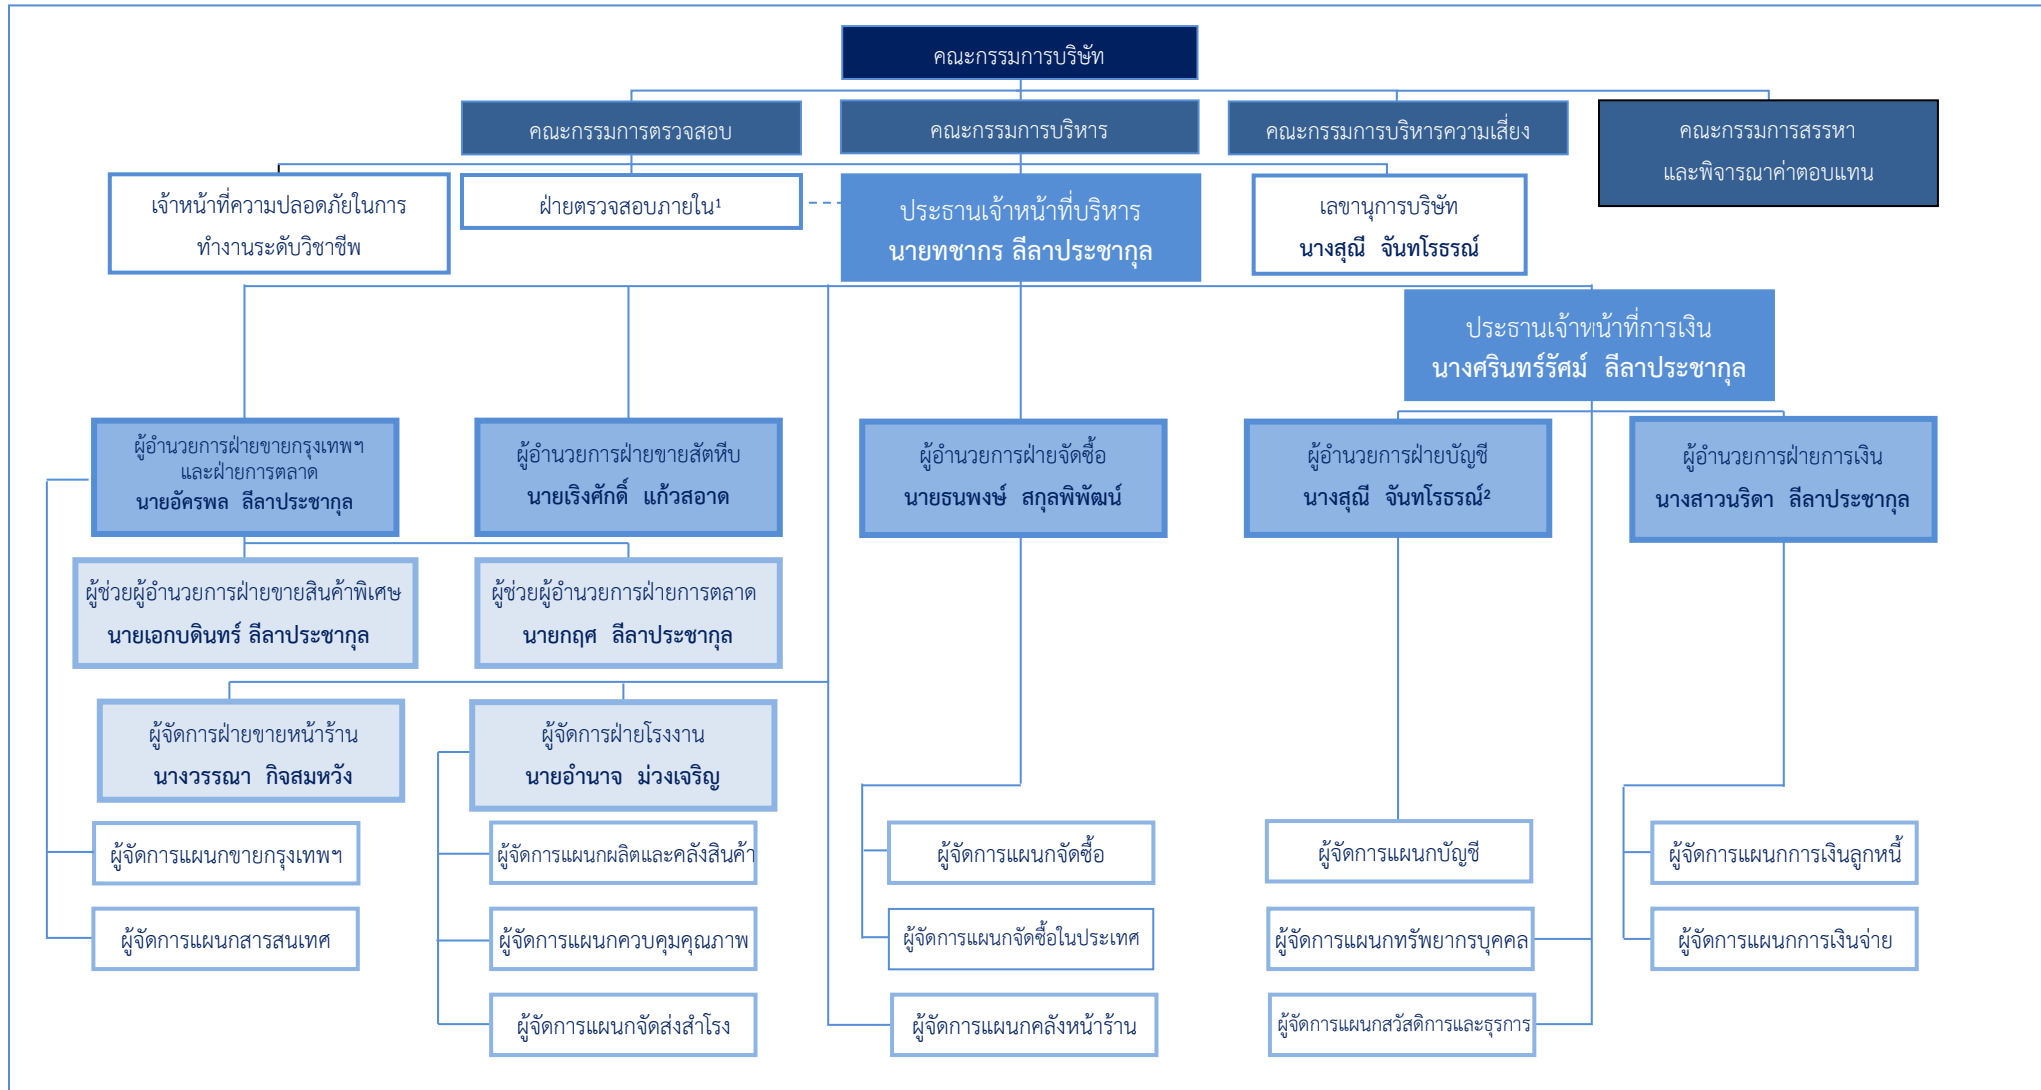 คณะกรรมการบริษัท
คณะกรรมการตรวจสอบ
คณะกรรมการบริหาร
คณะกรรมการบริหารความเสี่ยง
คณะกรรมการสรรหา
และพิจารณาค่าตอบแทน
เจ้าหน้าที่ความปลอดภัยในการ
ทำงานระดับวิชาชีพ
ฝ่ายตรวจสอบภายใน¹
ประธานเจ้าหน้าที่บริหาร
นายทชากร ลีลาประชากุล
เลขานุการบริษัท
นางสุณี จันทโรธรณ์
ประธานเจ้าหน้าที่การเงิน
นางศรินทร์รัศม์ ลีลาประชากุล
ผู้อำนวยการฝ่ายขายกรุงเทพฯ
และฝ่ายการตลาด
นายอัครพล ลีลาประชากุล
ผู้อำนวยการฝ่ายขายสัตหีบ
นายเริงศักดิ์ แก้วสอาด
ผู้อำนวยการฝ่ายจัดซื้อ
นายธนพงษ์ สกุลพิพัฒน์
ผู้อำนวยการฝ่ายบัญชี
นางสุณี จันทโรธรณ์²
ผู้อำนวยการฝ่ายการเงิน
นางสาวนริดา ลีลาประชากุล
ผู้ช่วยผู้อำนวยการฝ่ายขายสินค้าพิเศษ
นายเอกบดินทร์ ลีลาประชากุล
ผู้ช่วยผู้อำนวยการฝ่ายการตลาด
นายกฤศ ลีลาประชากุล
ผู้จัดการฝ่ายขายหน้าร้าน
นางวรรณา กิจสมหวัง
ผู้จัดการฝ่ายโรงงาน
นายอำนาจ ม่วงเจริญ
ผู้จัดการแผนกขายกรุงเทพฯ
ผู้จัดการแผนกผลิตและคลังสินค้า
ผู้จัดการแผนกจัดซื้อ
ผู้จัดการแผนกบัญชี
ผู้จัดการแผนกการเงินลูกหนี้
ผู้จัดการแผนกสารสนเทศ
ผู้จัดการแผนกควบคุมคุณภาพ
ผู้จัดการแผนกจัดซื้อในประเทศ
ผู้จัดการแผนกทรัพยากรบุคคล
ผู้จัดการแผนกการเงินจ่าย
ผู้จัดการแผนกจัดส่งสำโรง
ผู้จัดการแผนกคลังหน้าร้าน
ผู้จัดการแผนกสวัสดิการและธุรการ